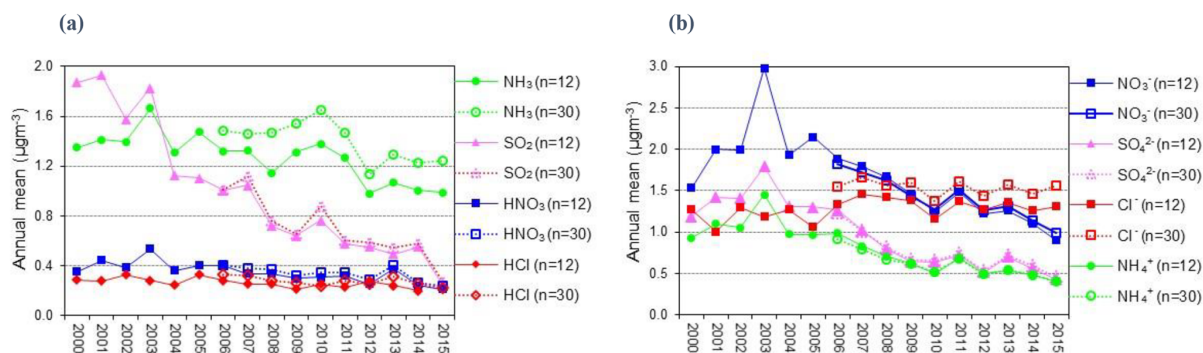 (a)
Annual mean (µgm⁻³)
2.0
1.6
1.2
0.8
0.4
0.0
2000 2001 2002 2003 2004 2005 2006 2007 2008 2009 2010 2011 2012 2013 2014 2015
NH₃ (n=12)
NH₃ (n=30)
SO₂ (n=12)
SO₂ (n=30)
HNO₃ (n=12)
HNO₃ (n=30)
HCl (n=12)
HCl (n=30)
(b)
Annual mean (µgm⁻³)
3.0
2.5
2.0
1.5
1.0
0.5
0.0
2000 2001 2002 2003 2004 2005 2006 2007 2008 2009 2010 2011 2012 2013 2014 2015
NO₃⁻ (n=12)
NO₃⁻ (n=30)
SO₄²⁻ (n=12)
SO₄²⁻ (n=30)
Cl⁻ (n=12)
Cl⁻ (n=30)
NH₄⁺ (n=12)
NH₄⁺ (n=30)